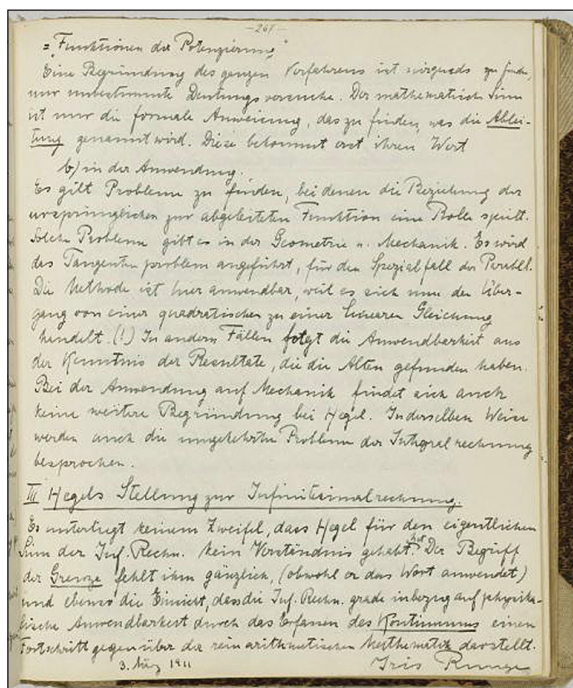 -267-
= „Funktionen der Potenzierung“
Eine Begründung des ganzen Verfahrens ist nirgends zu finden,
nur unbestimmte Deutungsversuche. Der mathematische Sinn
ist nur die formale Anweisung, das zu finden, was die Ablei-
tung genannt wird. Diese bekommt erst ihren Wert
b) in der Anwendung.
Es gilt Probleme zu finden, bei denen die Beziehung der
ursprünglichen zur abgeleiteten Funktion eine Rolle spielt.
Solche Probleme gibt es in der Geometrie u. Mechanik. Es wird
das Tangentenproblem angeführt, für den Spezialfall der Parabel.
Die Methode ist hier anwendbar, weil es sich um den Über-
gang von einer quadratischen zu einer linearen Gleichung
handelt. (!) In andern Fällen folgt die Anwendbarkeit aus
der Kenntnis der Resultate, die die Alten gefunden haben.
Bei der Anwendung auf Mechanik findet sich auch
keine weitere Begründung bei Hegel. In derselben Weise
werden auch die umgekehrten Probleme der Integralrechnung
besprochen.
III Hegels Stellung zur Infinitesimalrechnung.
Es unterliegt keinem Zweifel, dass Hegel für den eigentlichen
Sinn der Inf. Rechn. kein Verständnis gehabt hat. Der Begriff
der Grenze fehlt ihm gänzlich, (obwohl er das Wort anwendet)
und ebenso die Einsicht, dass die Inf. Rechn. grade inbezug auf physika-
lische Anwendbarkeit durch das Erfassen des Kontinuums einen
Fortschritt gegenüber der rein arithmetischen Mathematik darstellt.
3. März 1911 Iris Runge